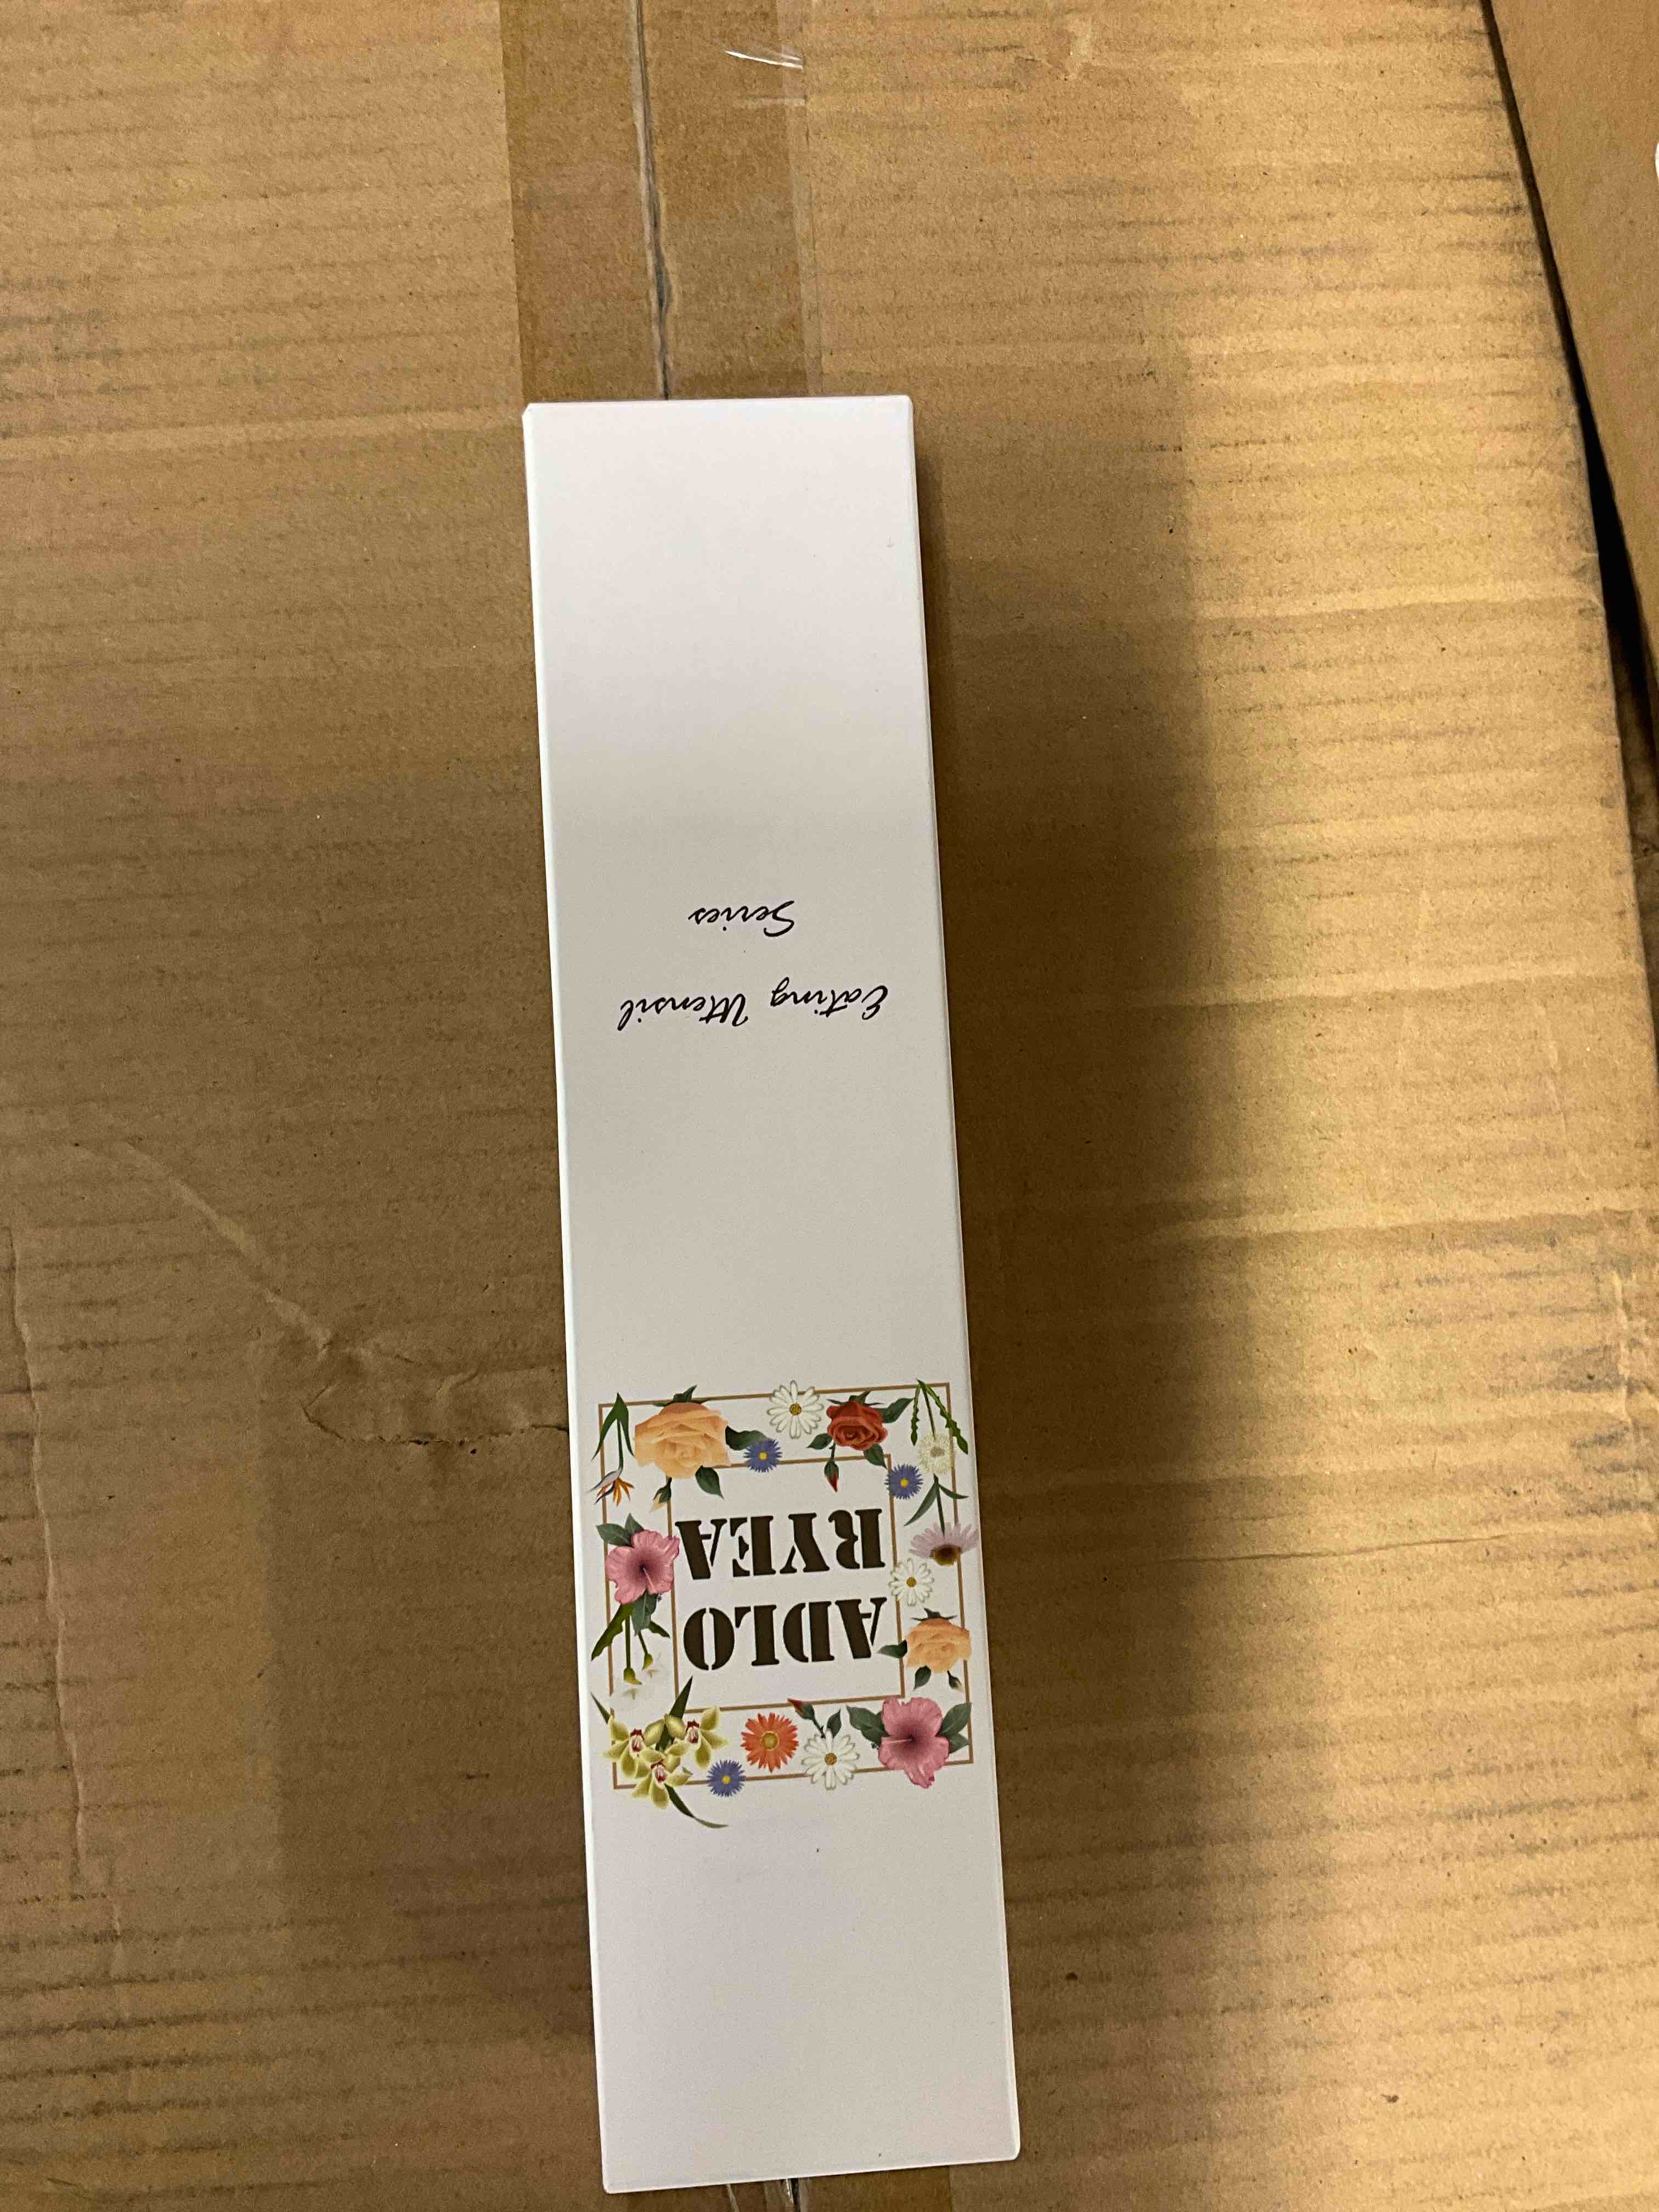 ADLO
RYEA
Eating Utensil
Series